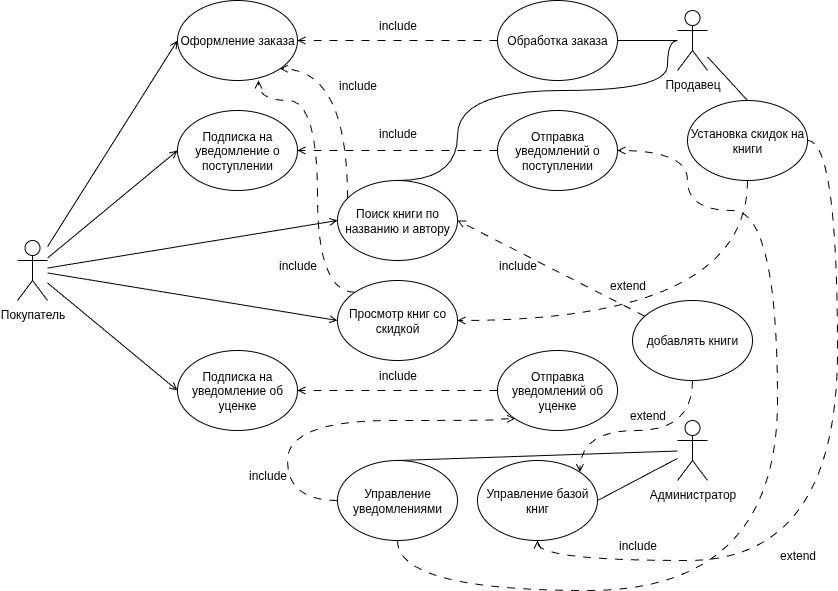 include
Оформление заказа
Обработка заказа
Продавец
include
Подписка на
уведомление о
поступлении
include
Отправка
уведомлений о
поступлении
Установка скидок на
книги
Поиск книги по
названию и автору
include
include
extend
Покупатель
Просмотр книг со
скидкой
добавлять книги
Подписка на
уведомление об
уценке
include
Отправка
уведомлений об
уценке
extend
include
Управление
уведомлениями
Управление базой
книг
Администратор
include
extend